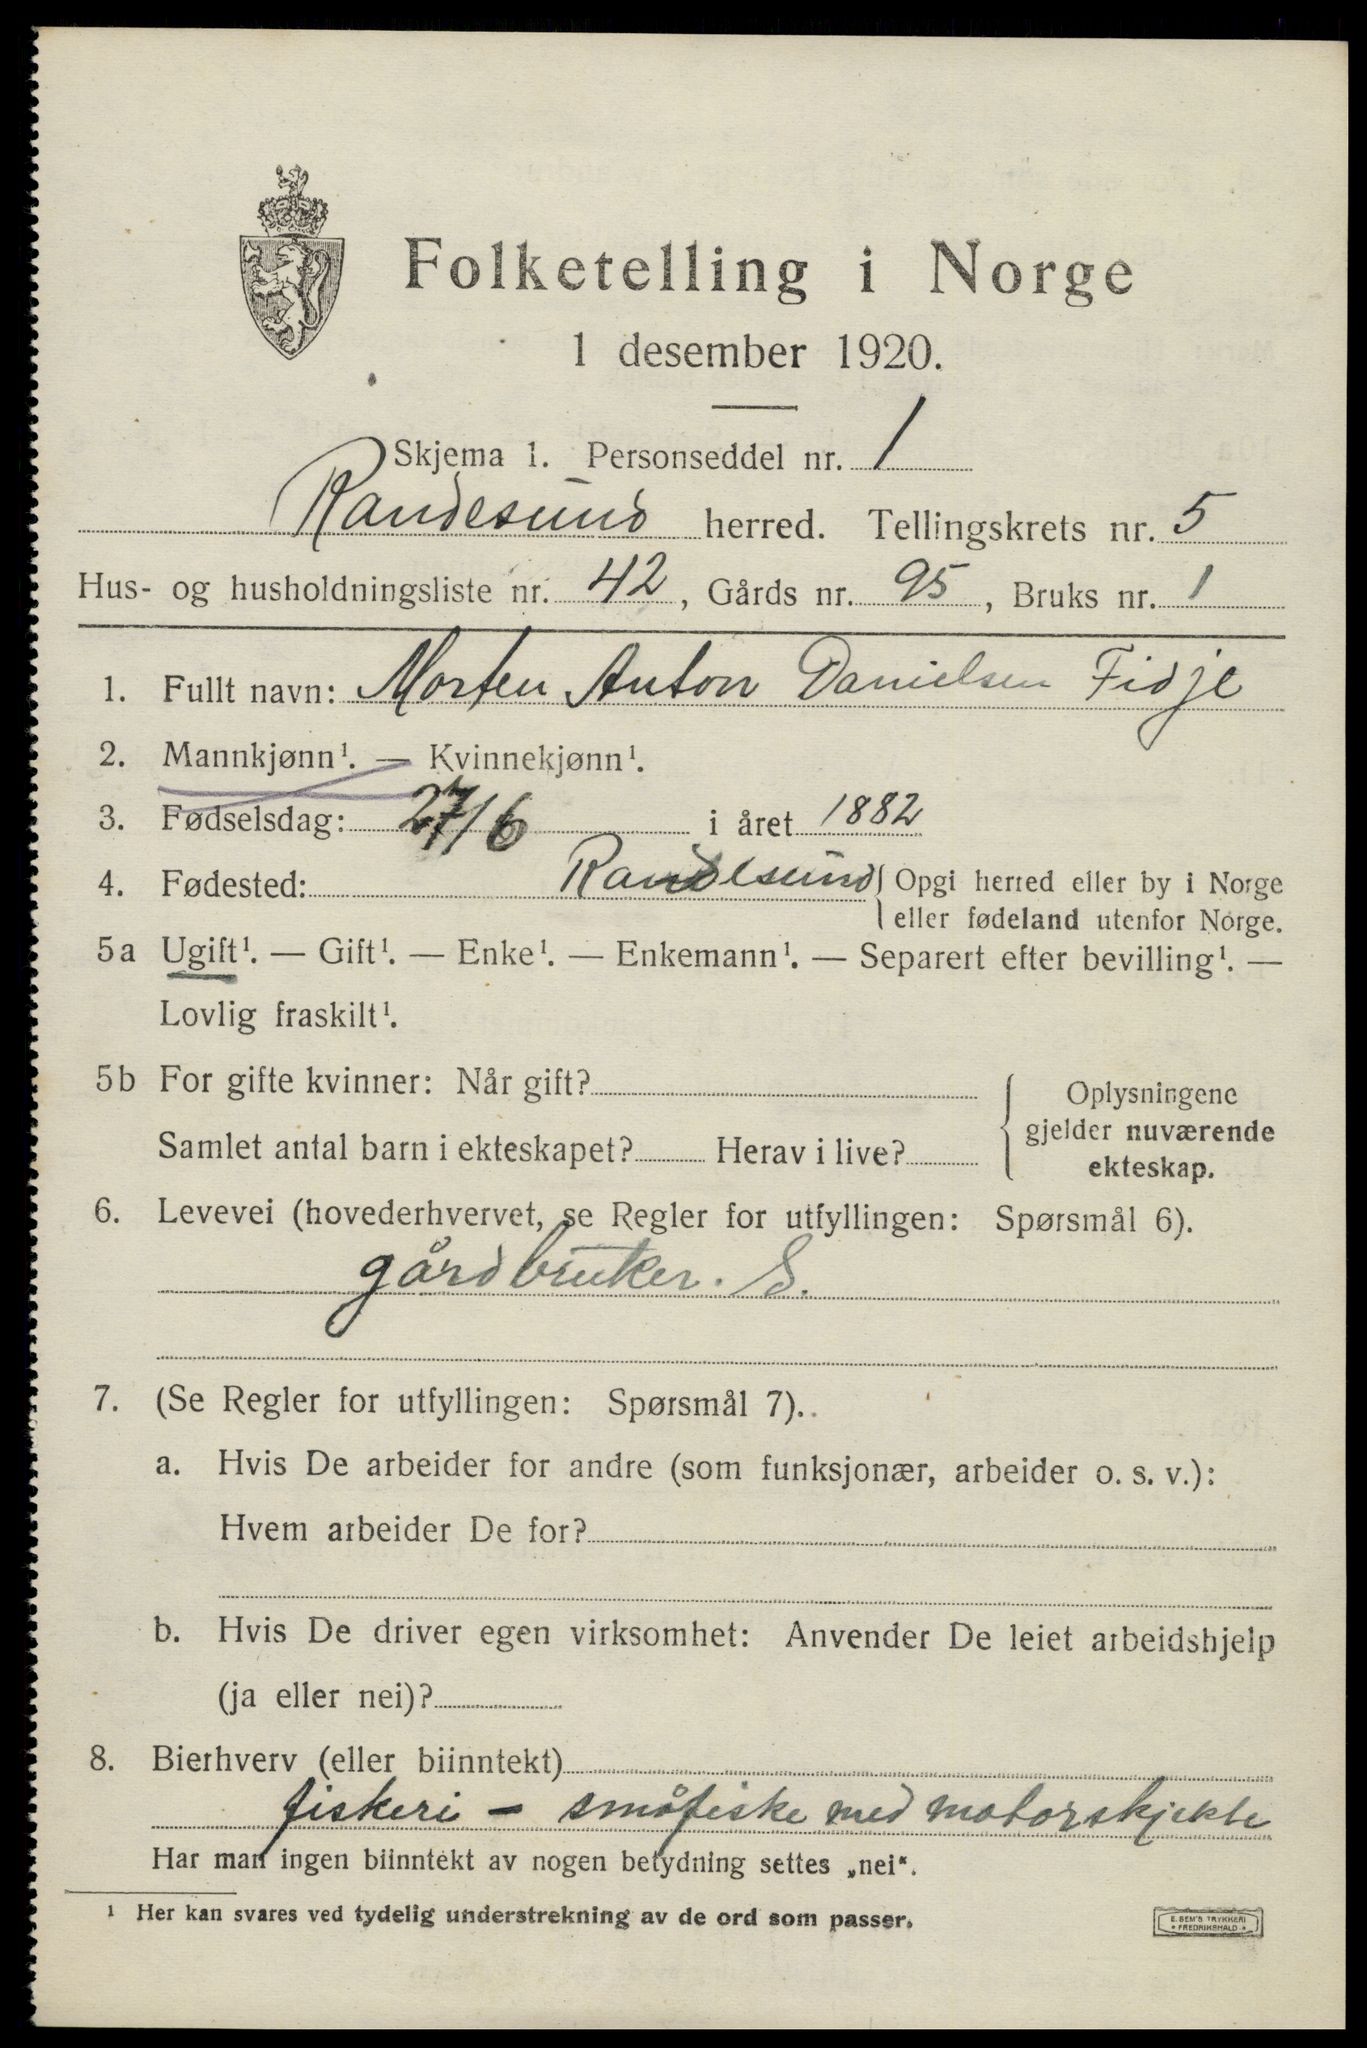 Folketelling i Norge
1 desember 1920.
Skjema 1. Personseddel nr. 1
Randesund herred. Tellingskrets nr. 5
Hus- og husholdningsliste nr. 42, Gårds nr. 95, Bruks nr. 1
1. Fullt navn: Morten Anton Danielsen Fidje
2. Mannkjønn¹. — Kvinnekjønn¹.
3. Fødselsdag: 27/6 i året 1882
4. Fødested: Randesund { Opgi herred eller by i Norge
eller fødeland utenfor Norge.
5a Ugift¹. — Gift¹. — Enke¹. — Enkemann¹. — Separert efter bevilling¹. —
Lovlig fraskilt¹.
5b For gifte kvinner: Når gift?
Samlet antal barn i ekteskapet? Herav i live?
{ Oplysningene
gjelder nuværende
ekteskap.
6. Levevei (hovederhvervet, se Regler for utfyllingen: Spørsmål 6).
gårdbruker. S.
7. (Se Regler for utfyllingen: Spørsmål 7).
a. Hvis De arbeider for andre (som funksjonær, arbeider o. s. v.):
Hvem arbeider De for?
b. Hvis De driver egen virksomhet: Anvender De leiet arbeidshjelp
(ja eller nei)?
8. Bierhverv (eller biinntekt)
fiskeri - småfiske med motorskjekte
Har man ingen biinntekt av nogen betydning settes „nei“.
¹ Her kan svares ved tydelig understrekning av de ord som passer.
E. SEM'S TRYKKERI
FREDRIKSHALD